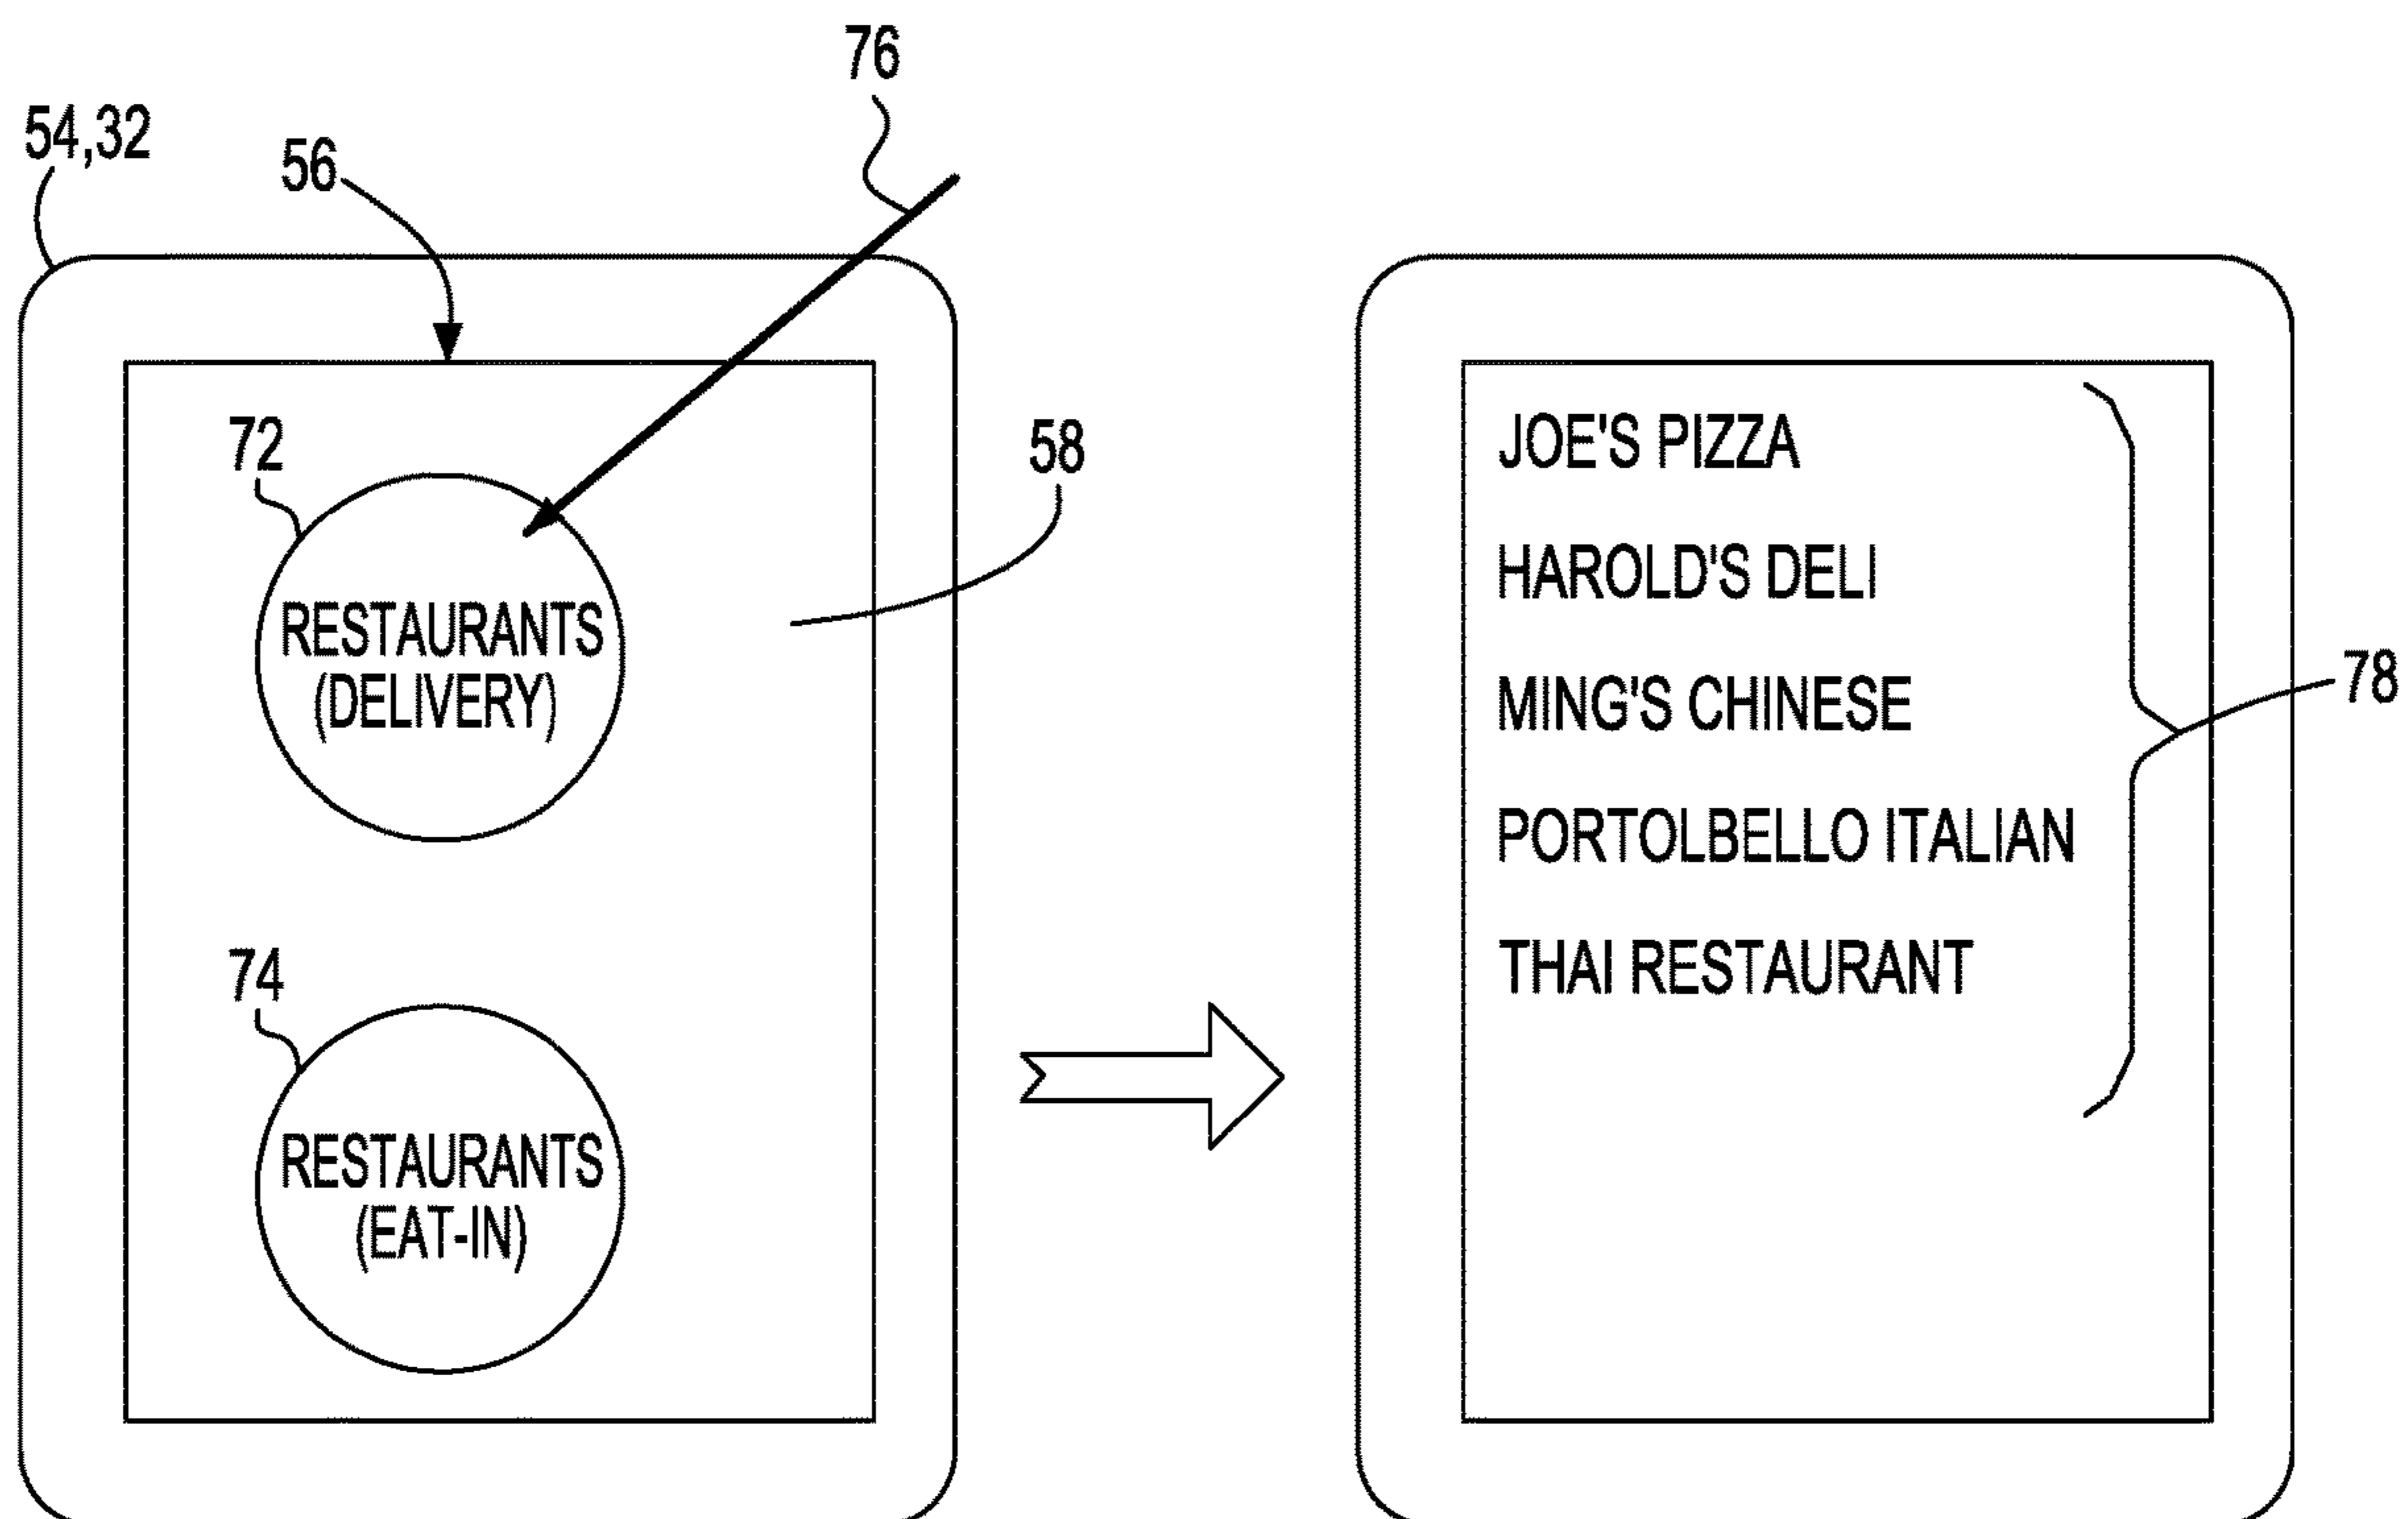 76
54,32
56
72
58
RESTAURANTS
(DELIVERY)
74
RESTAURANTS
(EAT-IN)
JOE'S PIZZA
HAROLD'S DELI
MING'S CHINESE
PORTOLBELLO ITALIAN
THAI RESTAURANT
78